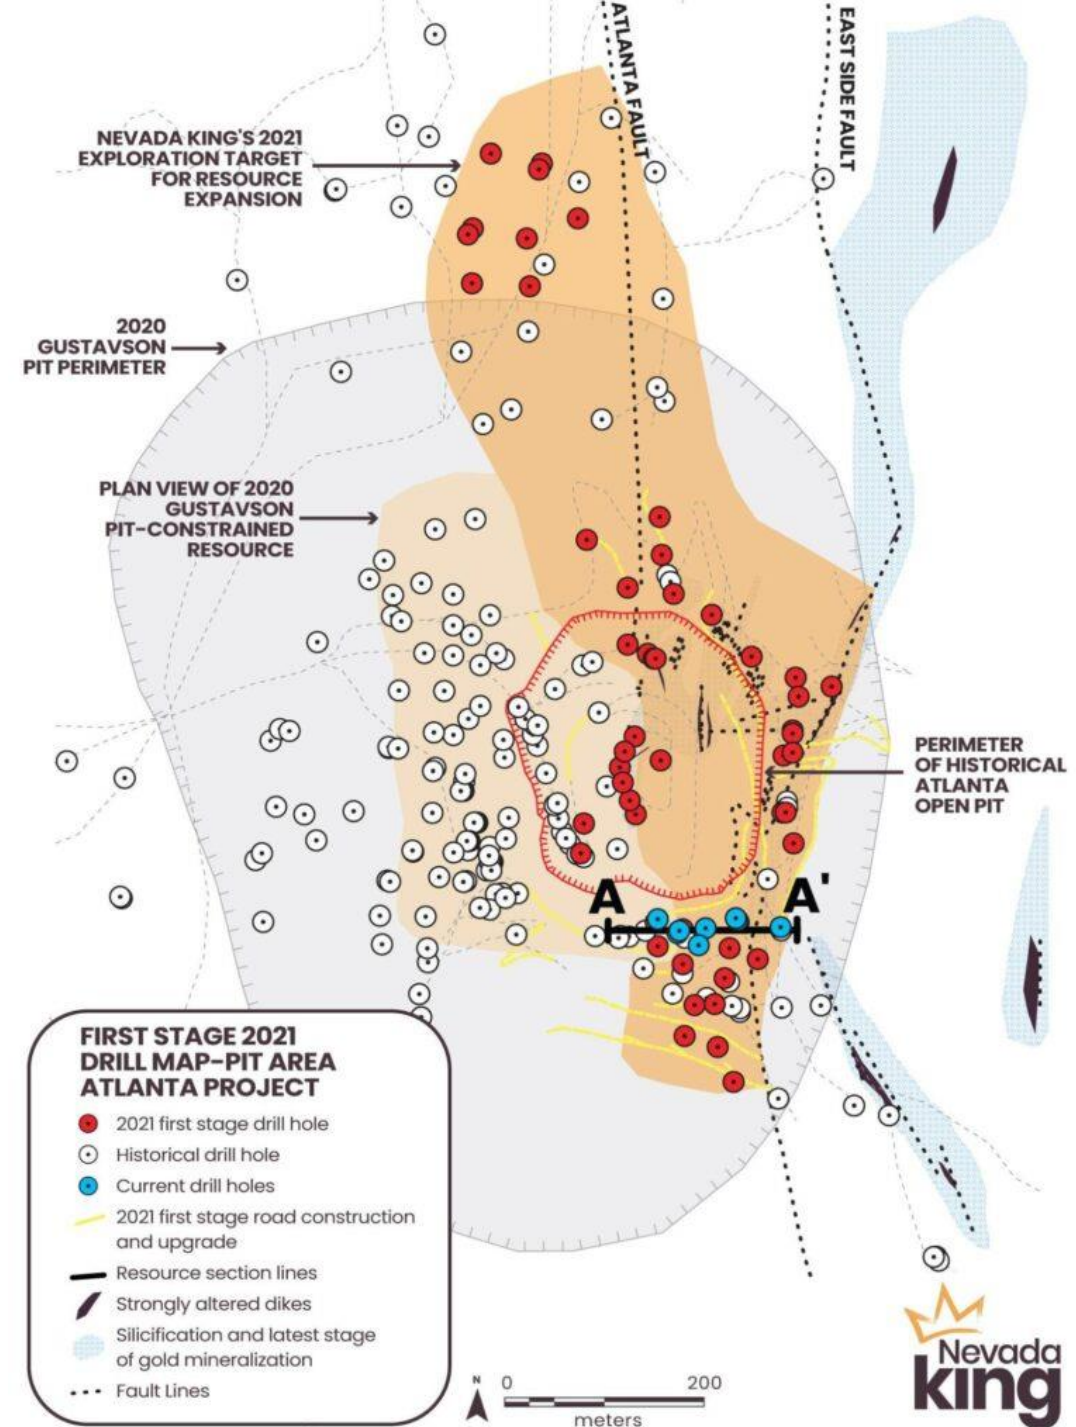 ATLANTA FAULT
EAST SIDE FAULT
NEVADA KING'S 2021
EXPLORATION TARGET
FOR RESOURCE
EXPANSION
2020
GUSTAVSON
PIT PERIMETER
PLAN VIEW OF 2020
GUSTAVSON
PIT-CONSTRAINED
RESOURCE
PERIMETER
OF HISTORICAL
ATLANTA
OPEN PIT
A
A'
FIRST STAGE 2021
DRILL MAP-PIT AREA
ATLANTA PROJECT
2021 first stage drill hole
Historical drill hole
Current drill holes
2021 first stage road construction
and upgrade
Resource section lines
Strongly altered dikes
Silicification and latest stage
of gold mineralization
Fault Lines
N
0 200
meters
Nevada
king